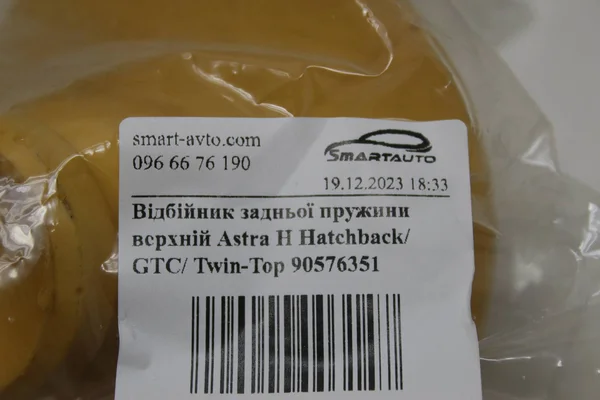 smart-avto.com
096 66 76 190
SMARTAUTO
19.12.2023 18:33
Відбійник задньої пружини
верхній Astra H Hatchback/
GTC/ Twin-Top 90576351